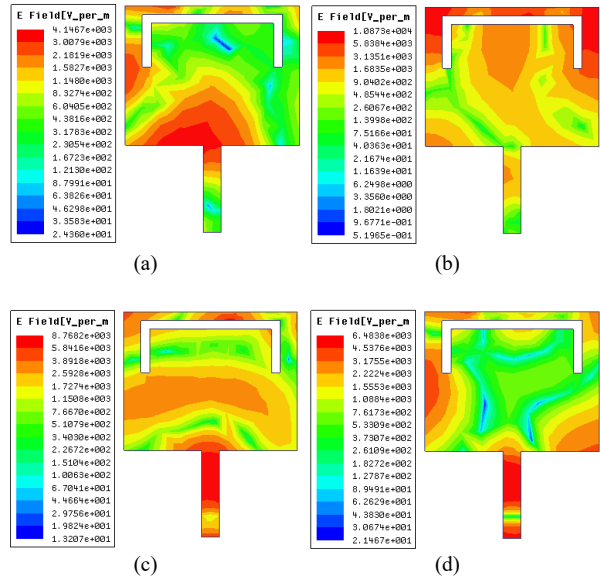 E Field[V_per_m
4.1467e+003
3.0079e+003
2.1819e+003
1.5827e+003
1.1480e+003
8.3274e+002
6.0405e+002
4.3816e+002
3.1783e+002
2.3054e+002
1.6723e+002
1.2130e+002
8.7991e+001
6.3826e+001
4.6298e+001
3.3583e+001
2.4360e+001
(a)
E Field[V_per_m
1.0873e+004
5.8384e+003
3.1351e+003
1.6835e+003
9.0402e+002
4.8544e+002
2.6067e+002
1.3998e+002
7.5166e+001
4.0363e+001
2.1674e+001
1.1639e+001
6.2498e+000
3.3560e+000
1.8021e+000
9.6771e-001
5.1965e-001
(b)
E Field[V_per_m
8.7682e+003
5.8416e+003
3.8918e+003
2.5928e+003
1.7274e+003
1.1508e+003
7.6670e+002
5.1079e+002
3.4030e+002
2.2672e+002
1.5104e+002
1.0063e+002
6.7041e+001
4.4664e+001
2.9756e+001
1.9824e+001
1.3207e+001
(c)
E Field[V_per_m
6.4838e+003
4.5376e+003
3.1755e+003
2.2224e+003
1.5553e+003
1.0884e+003
7.6173e+002
5.3309e+002
3.7307e+002
2.6109e+002
1.8272e+002
1.2787e+002
8.9491e+001
6.2629e+001
4.3830e+001
3.0674e+001
2.1467e+001
(d)